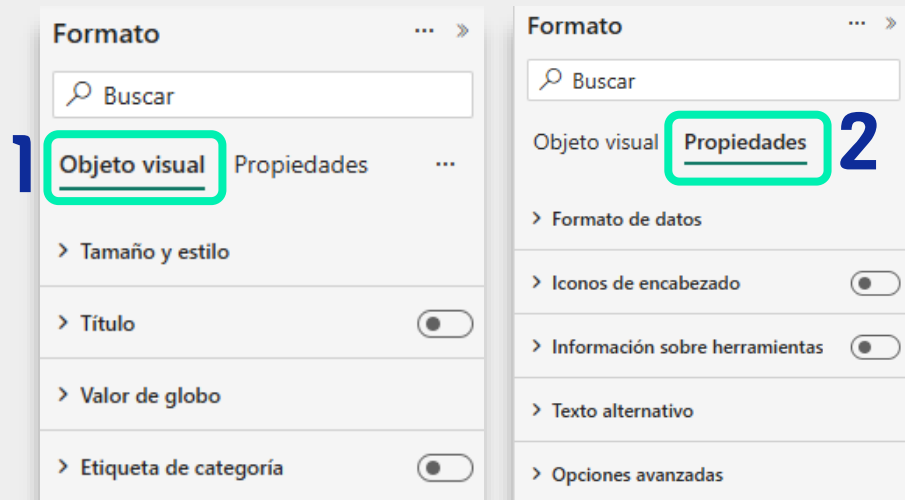 Formato
Buscar
1
Objeto visual Propiedades
Tamaño y estilo
Título
Valor de globo
Etiqueta de categoría
Formato
Buscar
Objeto visual Propiedades
2
Formato de datos
Iconos de encabezado
Información sobre herramientas
Texto alternativo
Opciones avanzadas